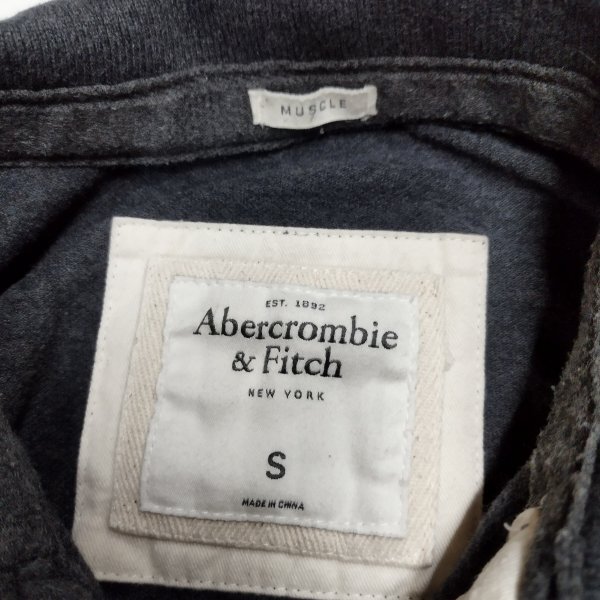 MUSCLE
EST. 1892
Abercrombie
& Fitch
NEW YORK
S
MADE IN CHINA